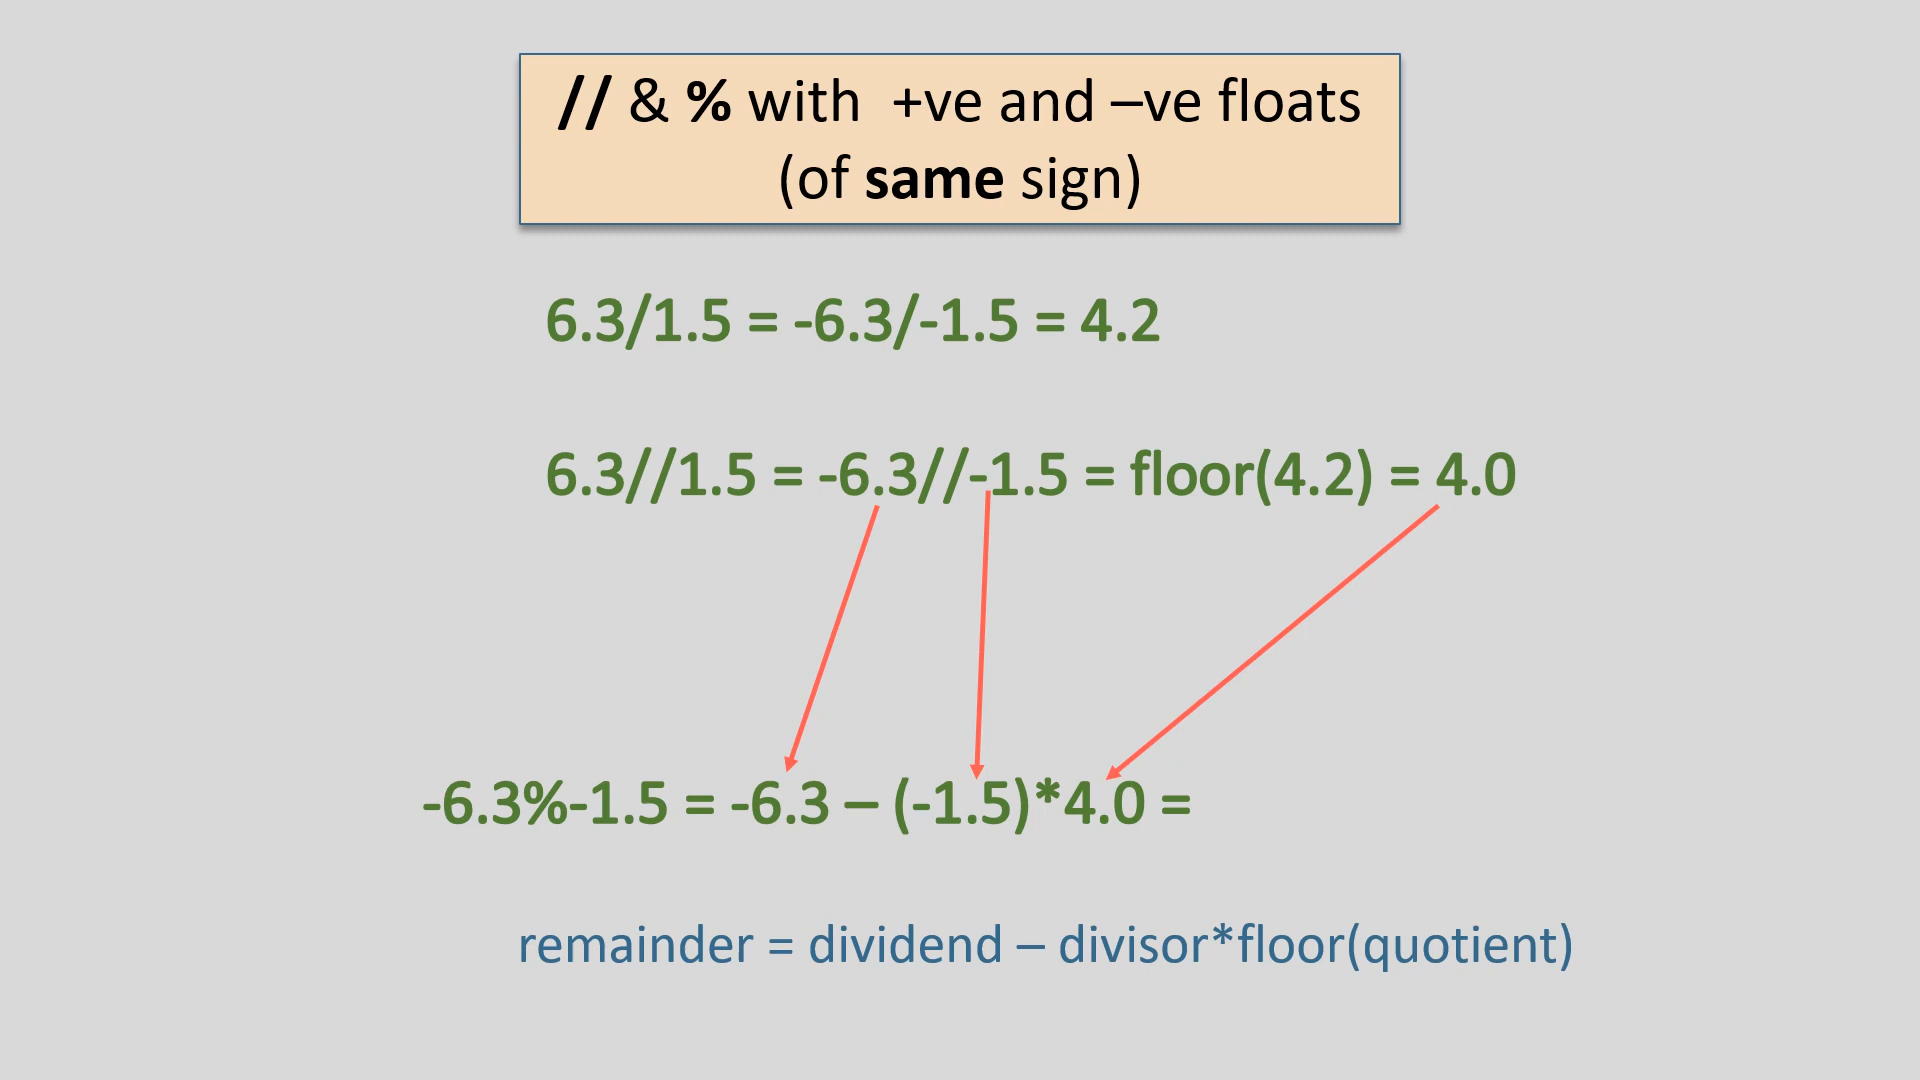 // & % with  +ve and –ve floats
(of same sign)
6.3/1.5 = -6.3/-1.5 = 4.2
6.3//1.5 = -6.3//-1.5 = floor(4.2) = 4.0
-6.3%-1.5 = -6.3 – (-1.5)*4.0 =
remainder = dividend – divisor*floor(quotient)